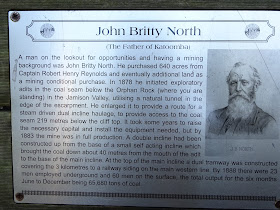 John Britty North
(The Father of Katoomba)
A man on the lookout for opportunities and having a mining
background was John Britty North. He purchased 640 acres from
Captain Robert Henry Reynolds and eventually additional land as
a mining conditional purchase. In 1878 he initiated exploratory
adits in the coal seam below the Orphan Rock (where you
are standing) in the Jamison Valley, utilising a natural tunnel in the
edge of the escarpment. He enlarged it to provide a route for a
steam driven dual incline haulage, to provide access to the coal
seam 219 metres below the cliff top. It took some years to raise
the necessary capital and install the equipment needed, but by
1883 the mine was in full production. A double incline had been
constructed up from the base of a small self acting incline which
brought the coal down about 40 metres from the mouth of the adit
to the base of the main incline. At the top of the main incline a dual tramway was constructed
covering the 3 kilometres to a railway siding on the main western line. By 1888 there were 23
men employed underground and 60 men on the surface, the total output for the six months
June to December being 65,680 tons of coal.
J.B. NORTH